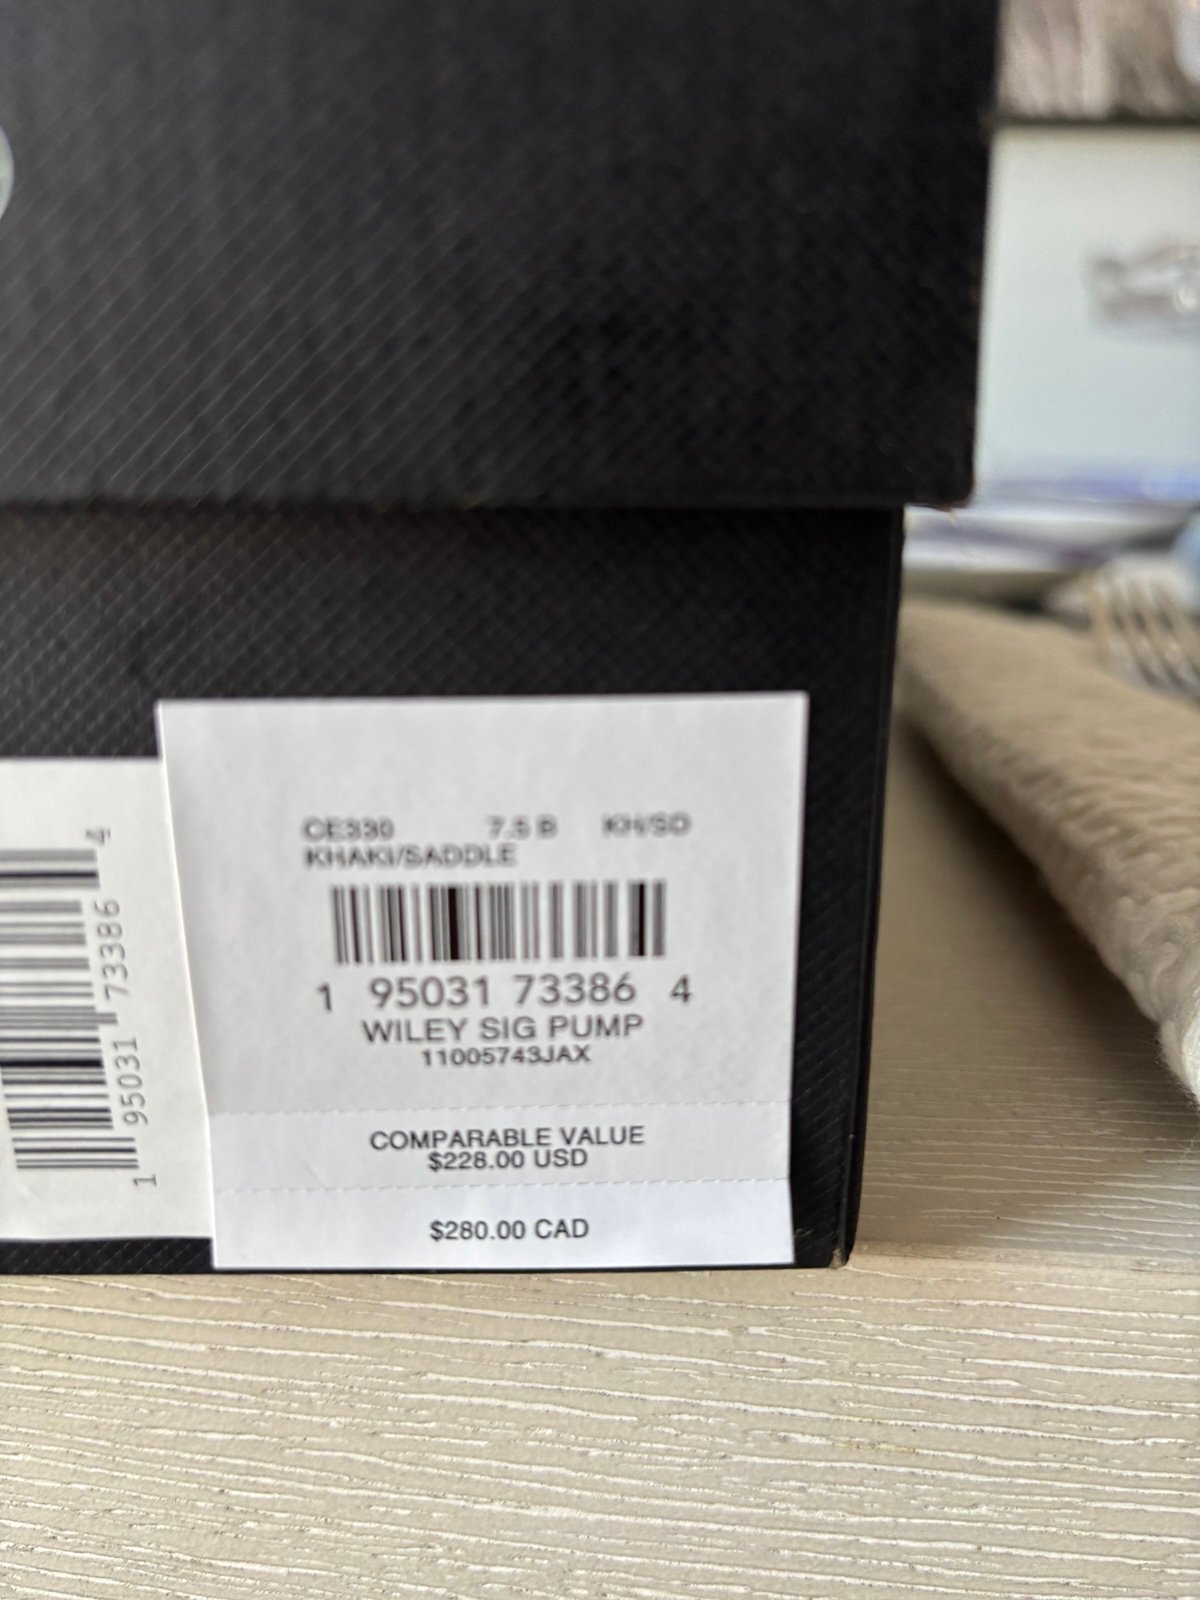 CE330 7.5 B KH/SD
KHAKI/SADDLE
1 95031 73386 4
WILEY SIG PUMP
11005743JAX
COMPARABLE VALUE
$228.00 USD
$280.00 CAD
1 95031 73386 4